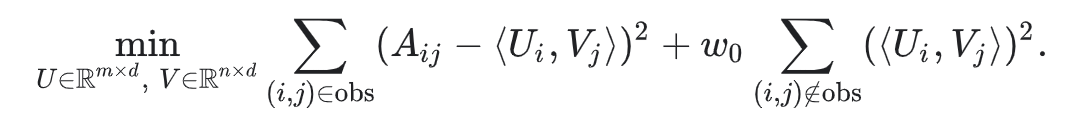 min_{U∈ℝ^{m×d}, V∈ℝ^{n×d}} ∑_{(i,j)∈obs} (A_{ij} − ⟨U_i, V_j⟩)² + w_0 ∑_{(i,j)∉obs} (⟨U_i, V_j⟩)².